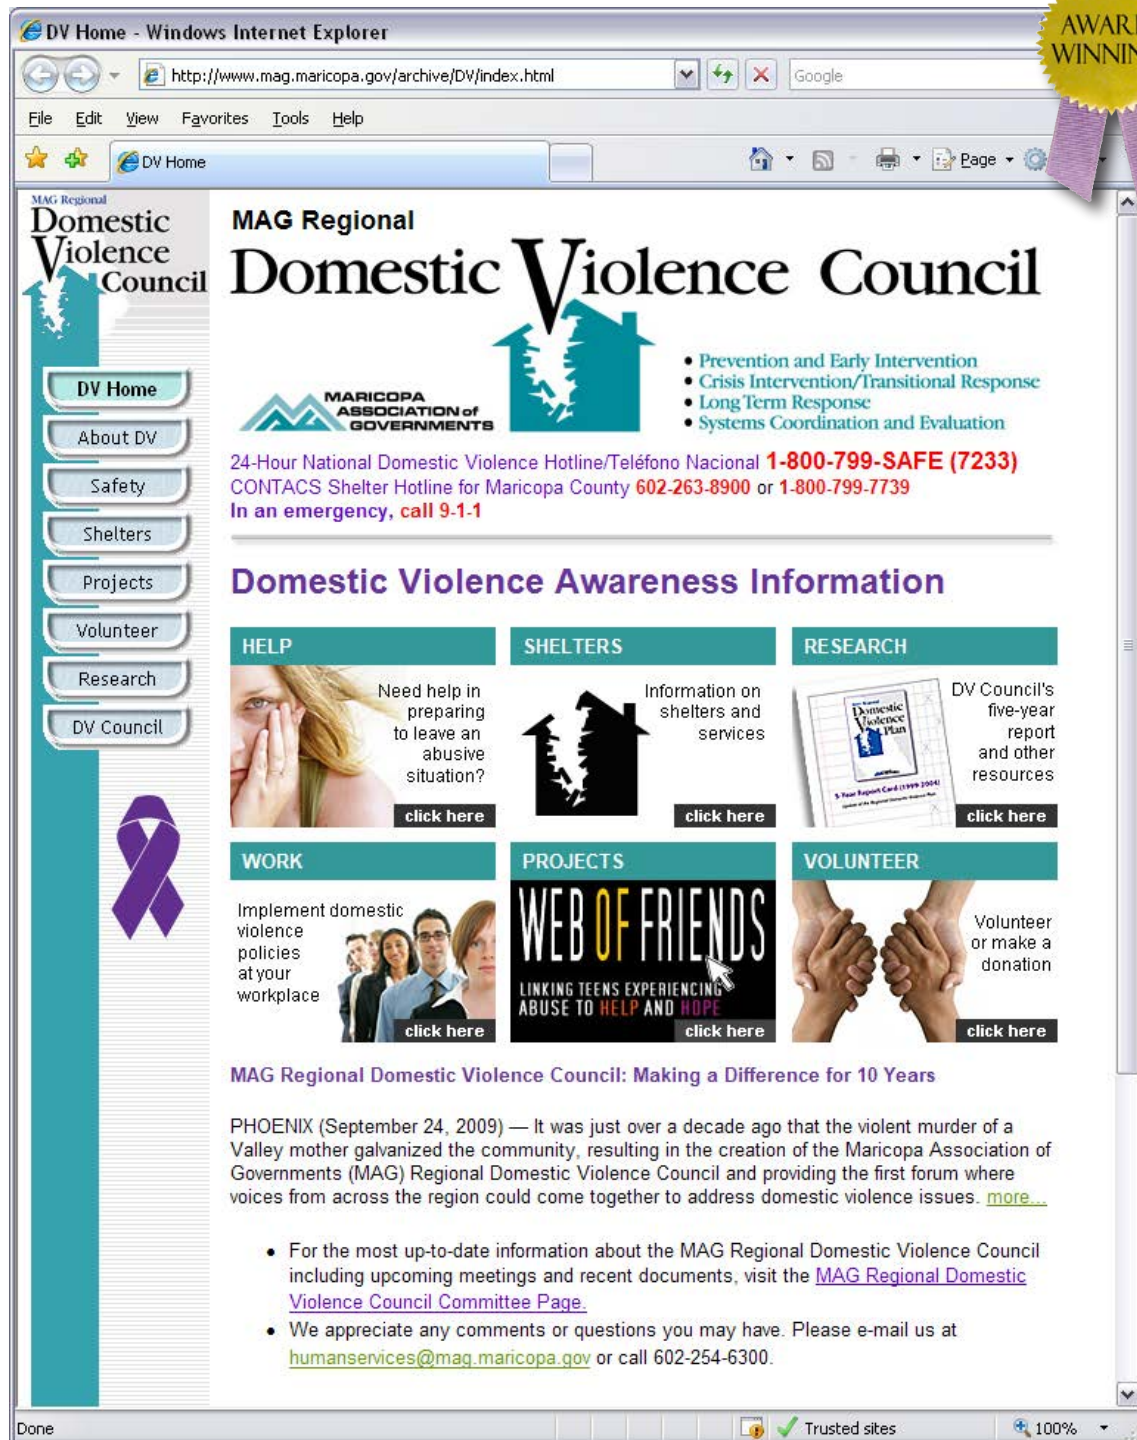 DV Home - Windows Internet Explorer
AWAR
WINNIN
http://www.mag.maricopa.gov/archive/DV/index.html
Google
File Edit View Favorites Tools Help
DV Home
Page
MAG Regional
Domestic
Violence
Council
MAG Regional
Domestic Violence Council
• Prevention and Early Intervention
• Crisis Intervention/Transitional Response
• Long Term Response
• Systems Coordination and Evaluation
MARICOPA
ASSOCIATION of
GOVERNMENTS
24-Hour National Domestic Violence Hotline/Teléfono Nacional 1-800-799-SAFE (7233)
CONTACS Shelter Hotline for Maricopa County 602-263-8900 or 1-800-799-7739
In an emergency, call 9-1-1
DV Home
About DV
Safety
Shelters
Projects
Volunteer
Research
DV Council
Domestic Violence Awareness Information
HELP
Need help in
preparing
to leave an
abusive
situation?
click here
SHELTERS
Information on
shelters and
services
click here
RESEARCH
Domestic
Violence
Plan
5-Year Report Card (1999-2004)
DV Council's
five-year
report
and other
resources
click here
WORK
Implement domestic
violence
policies
at your
workplace
click here
PROJECTS
WEB OF FRIENDS
LINKING TEENS EXPERIENCING
ABUSE TO HELP AND HOPE
click here
VOLUNTEER
Volunteer
or make a
donation
click here
MAG Regional Domestic Violence Council: Making a Difference for 10 Years
PHOENIX (September 24, 2009) — It was just over a decade ago that the violent murder of a
Valley mother galvanized the community, resulting in the creation of the Maricopa Association of
Governments (MAG) Regional Domestic Violence Council and providing the first forum where
voices from across the region could come together to address domestic violence issues. more...
• For the most up-to-date information about the MAG Regional Domestic Violence Council
including upcoming meetings and recent documents, visit the MAG Regional Domestic
Violence Council Committee Page.
• We appreciate any comments or questions you may have. Please e-mail us at
humanservices@mag.maricopa.gov or call 602-254-6300.
Done
Trusted sites
100%